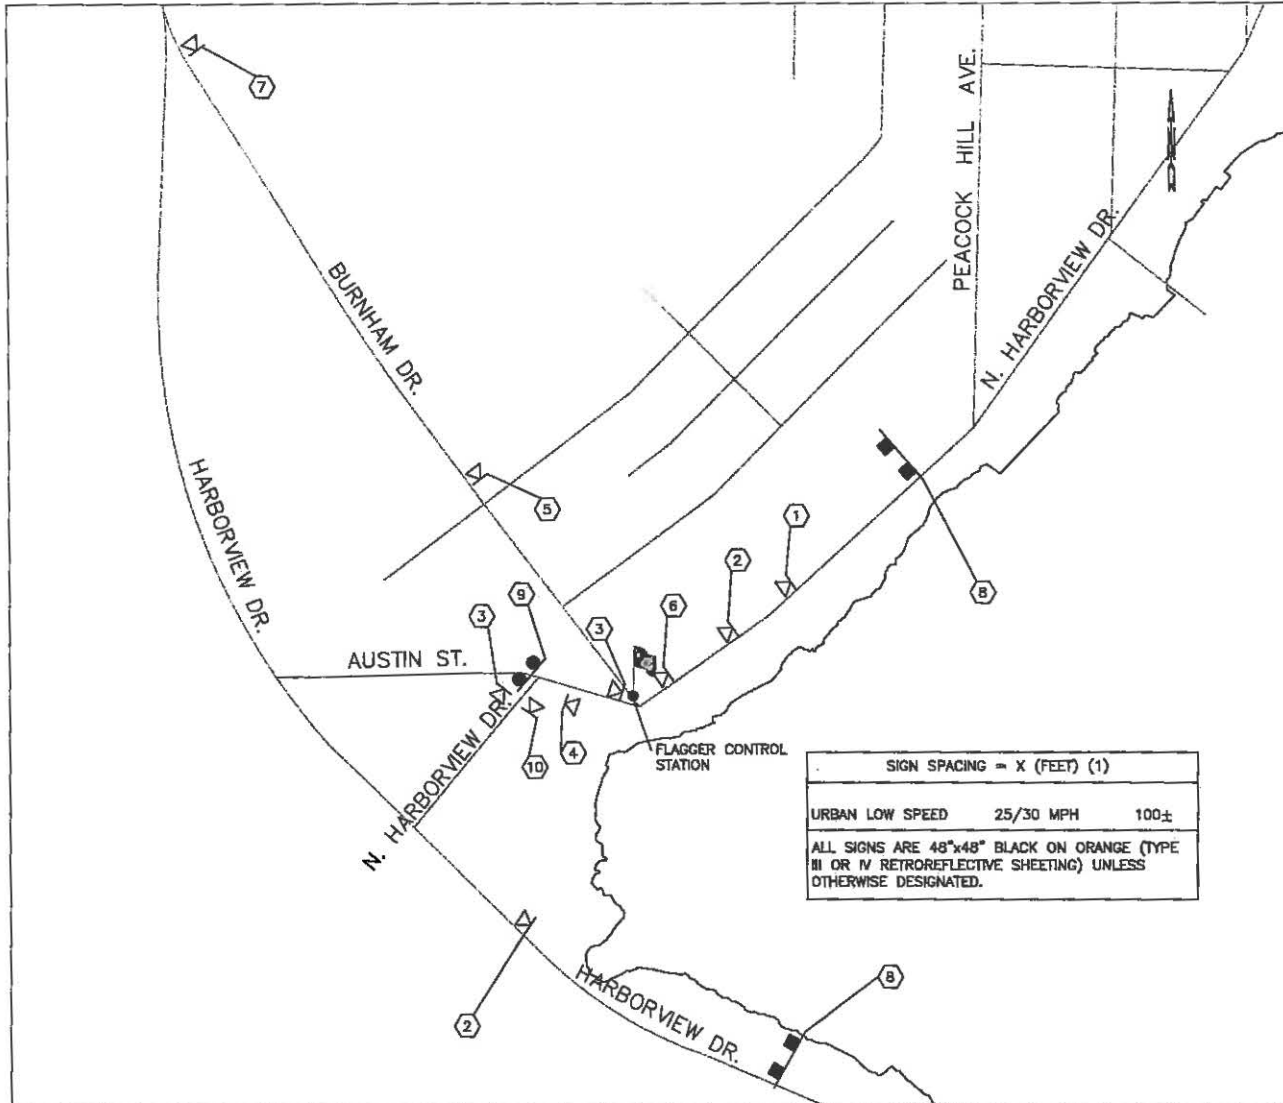 7
PEACOCK HILL AVE.
N. HARBORVIEW DR.
BURNHAM DR.
HARBORVIEW DR.
5
1
2
8
9
3
3
6
AUSTIN ST.
10
4
N. HARBORVIEW DR.
FLAGGER CONTROL
STATION
SIGN SPACING = X (FEET) (1)
URBAN LOW SPEED 25/30 MPH 100±
ALL SIGNS ARE 48"x48" BLACK ON ORANGE (TYPE
III OR IV RETROREFLECTIVE SHEETING) UNLESS
OTHERWISE DESIGNATED.
2
HARBORVIEW DR.
8